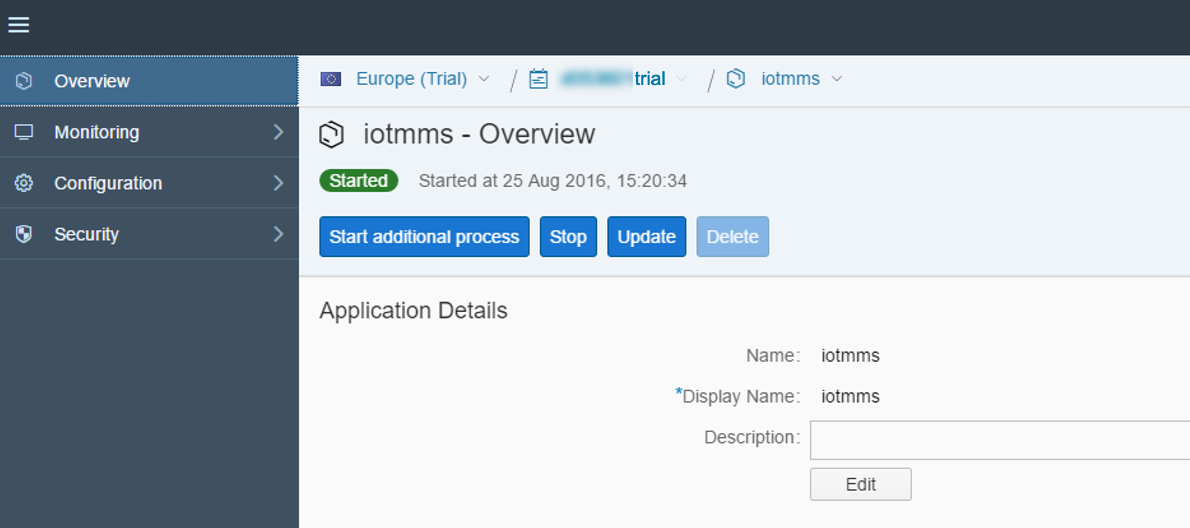 Overview
Monitoring
Configuration
Security
Europe (Trial) / trial / iotmms
iotmms - Overview
Started Started at 25 Aug 2016, 15:20:34
Start additional process Stop Update Delete
Application Details
Name: iotmms
*Display Name: iotmms
Description:
Edit